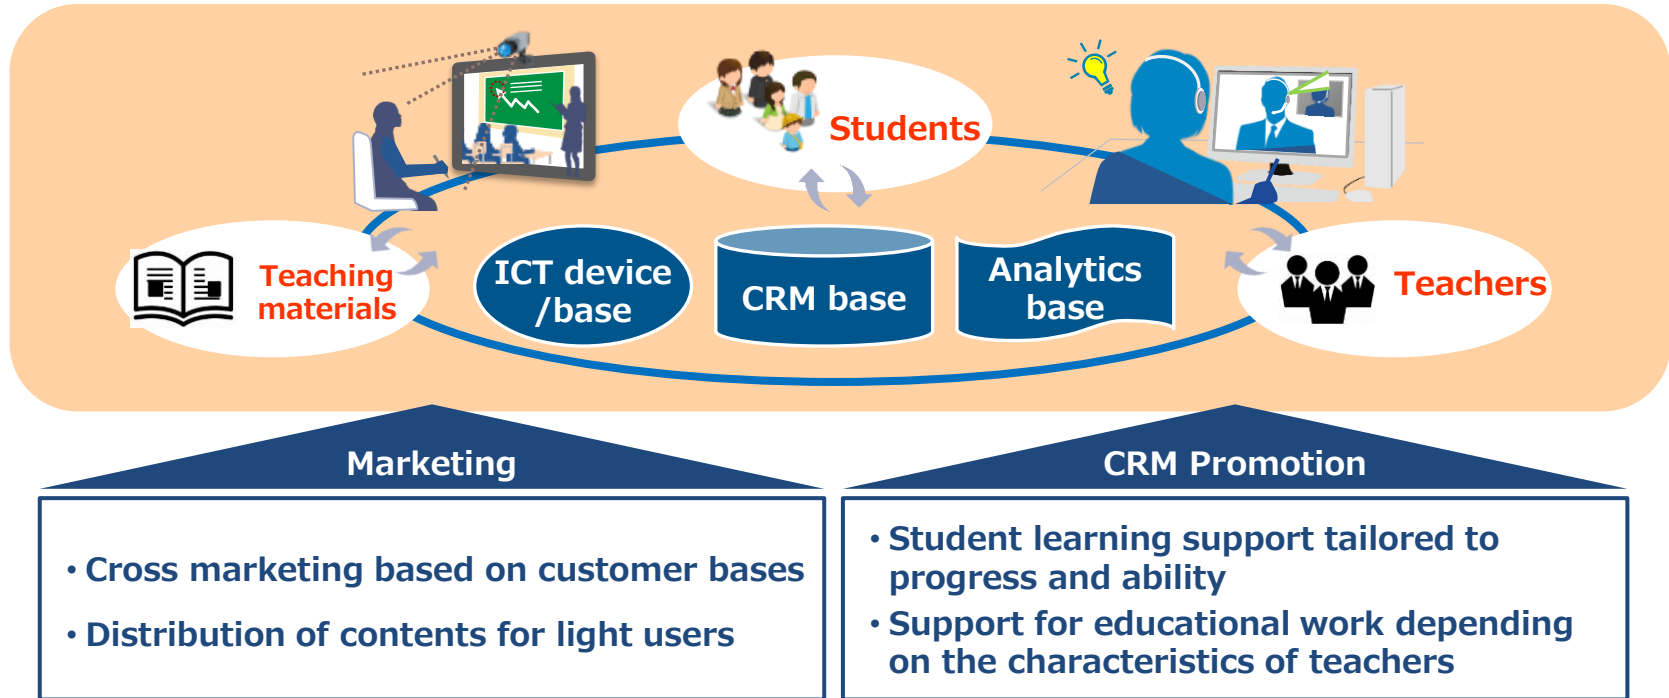 Students
Teaching
materials
ICT device
/base
CRM base
Analytics
base
Teachers
Marketing
• Cross marketing based on customer bases
• Distribution of contents for light users
CRM Promotion
• Student learning support tailored to
progress and ability
• Support for educational work depending
on the characteristics of teachers